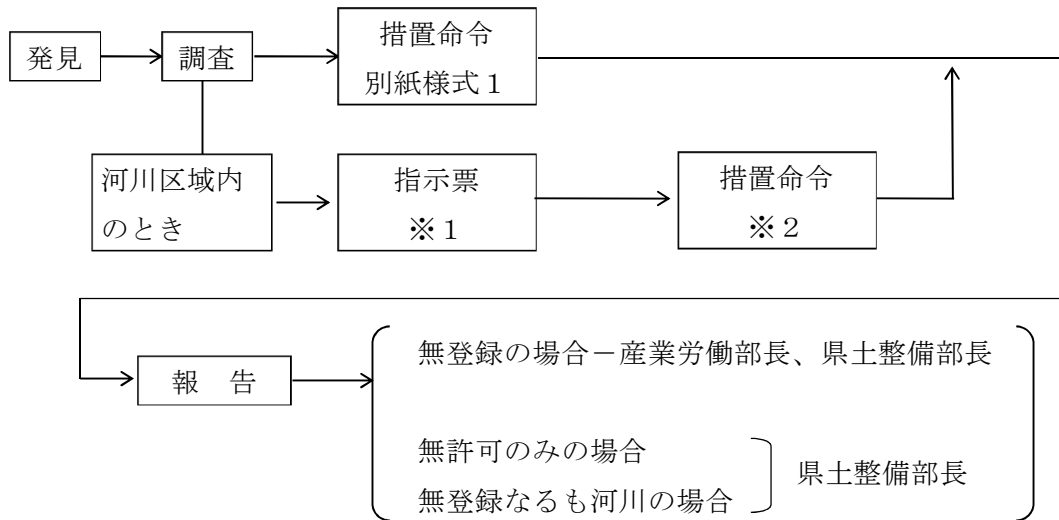 発見
調査
措置命令
別紙様式１
河川区域内
のとき
指示票
※１
措置命令
※２
報　告
無登録の場合－産業労働部長、県土整備部長
無許可のみの場合
無登録なるも河川の場合
県土整備部長